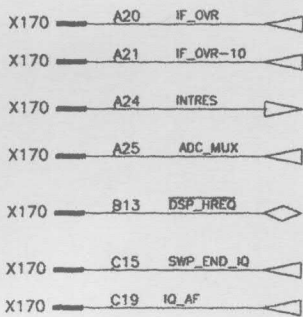 X170 A20 IF_OVR
X170 A21 IF_OVR-10
X170 A24 INTRES
X170 A25 ADC_MUX
X170 B13 DSP_HREQ
X170 C15 SWP_END_IQ
X170 C19 IQ_AF